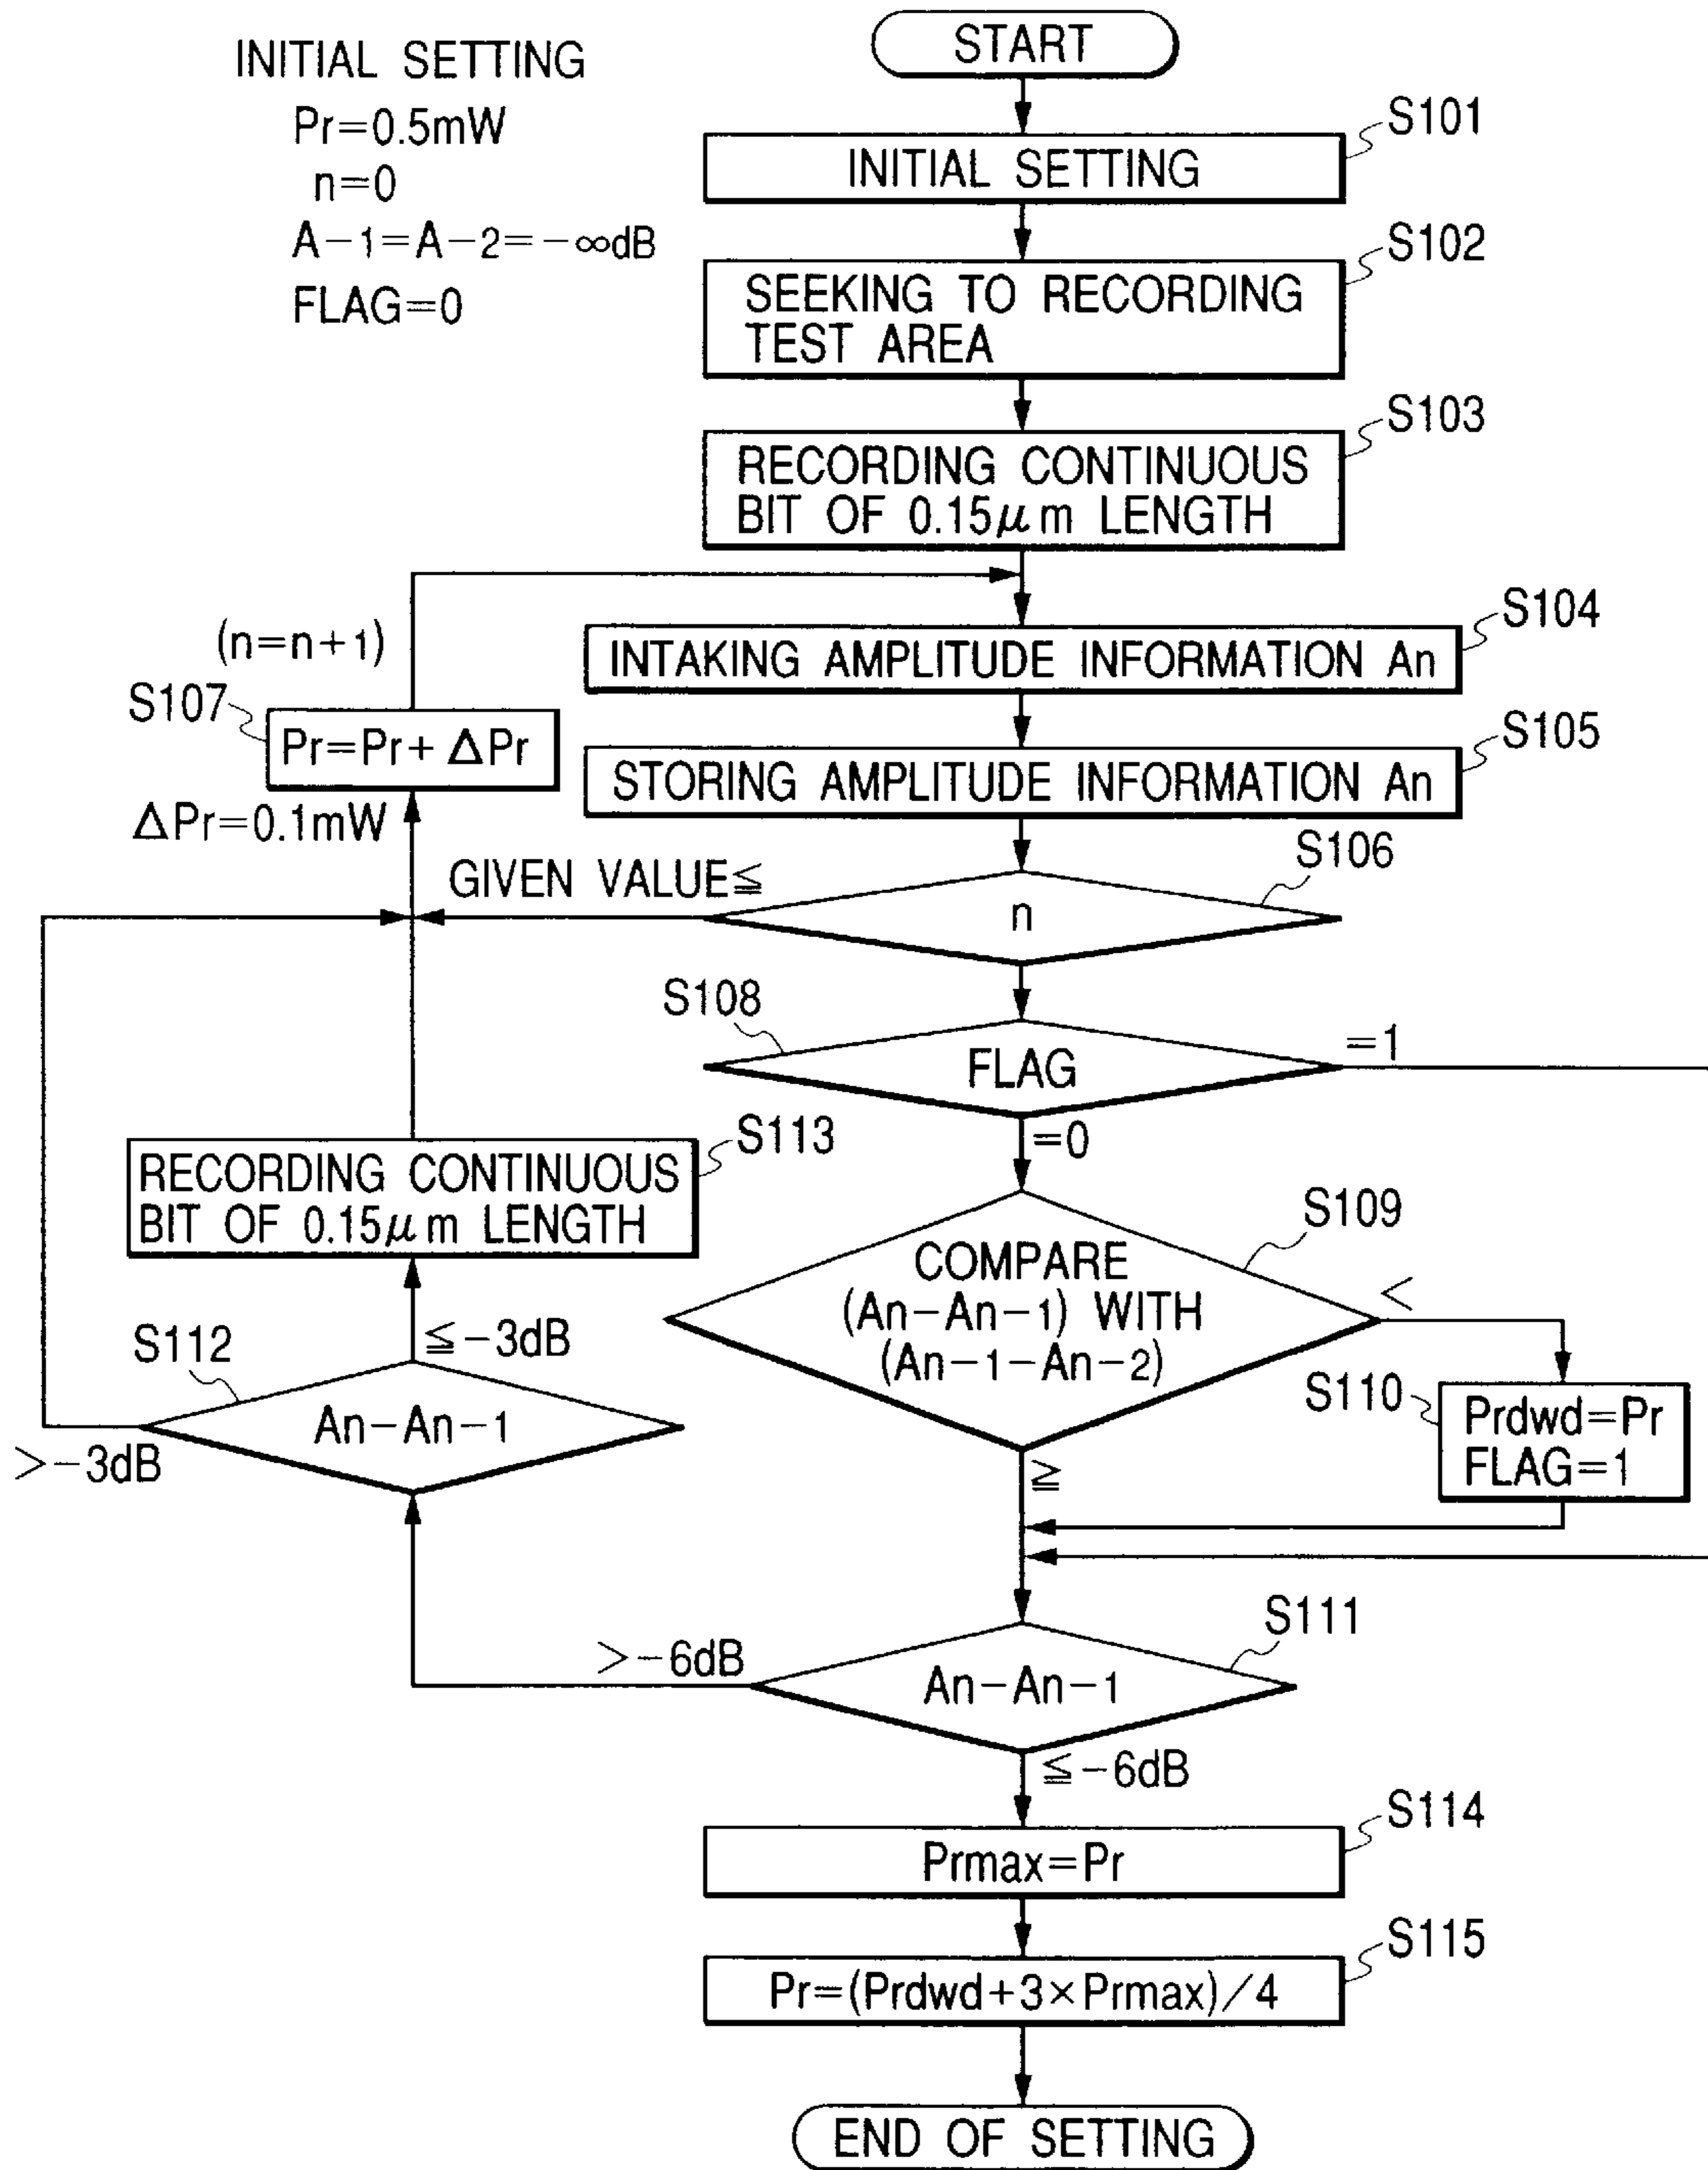 START
INITIAL SETTING
Pr=0.5mW
n=0
A-1=A-2=-∞dB
FLAG=0
S101
INITIAL SETTING
S102
SEEKING TO RECORDING
TEST AREA
S103
RECORDING CONTINUOUS
BIT OF 0.15μm LENGTH
(n=n+1)
S104
INTAKING AMPLITUDE INFORMATION An
S107
Pr=Pr+ΔPr
ΔPr=0.1mW
S105
STORING AMPLITUDE INFORMATION An
S106
GIVEN VALUE≦
n
S108
FLAG
=1
=0
S113
RECORDING CONTINUOUS
BIT OF 0.15μm LENGTH
S109
COMPARE
(An-An-1) WITH
(An-1-An-2)
<
≧
S112
≦-3dB
An-An-1
>-3dB
S110
Prdwd=Pr
FLAG=1
S111
>-6dB
An-An-1
≦-6dB
S114
Prmax=Pr
S115
Pr=(Prdwd+3×Prmax)/4
END OF SETTING